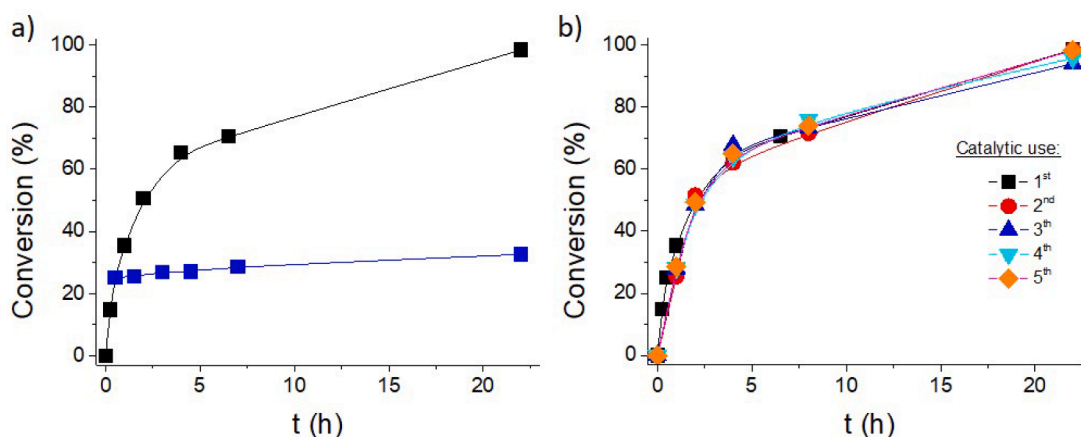 a)
Conversion (%)
100
80
60
40
20
0
0 5 10 15 20
t (h)
b)
Conversion (%)
100
80
60
40
20
0
Catalytic use:
1st
2nd
3th
4th
5th
0 5 10 15 20
t (h)